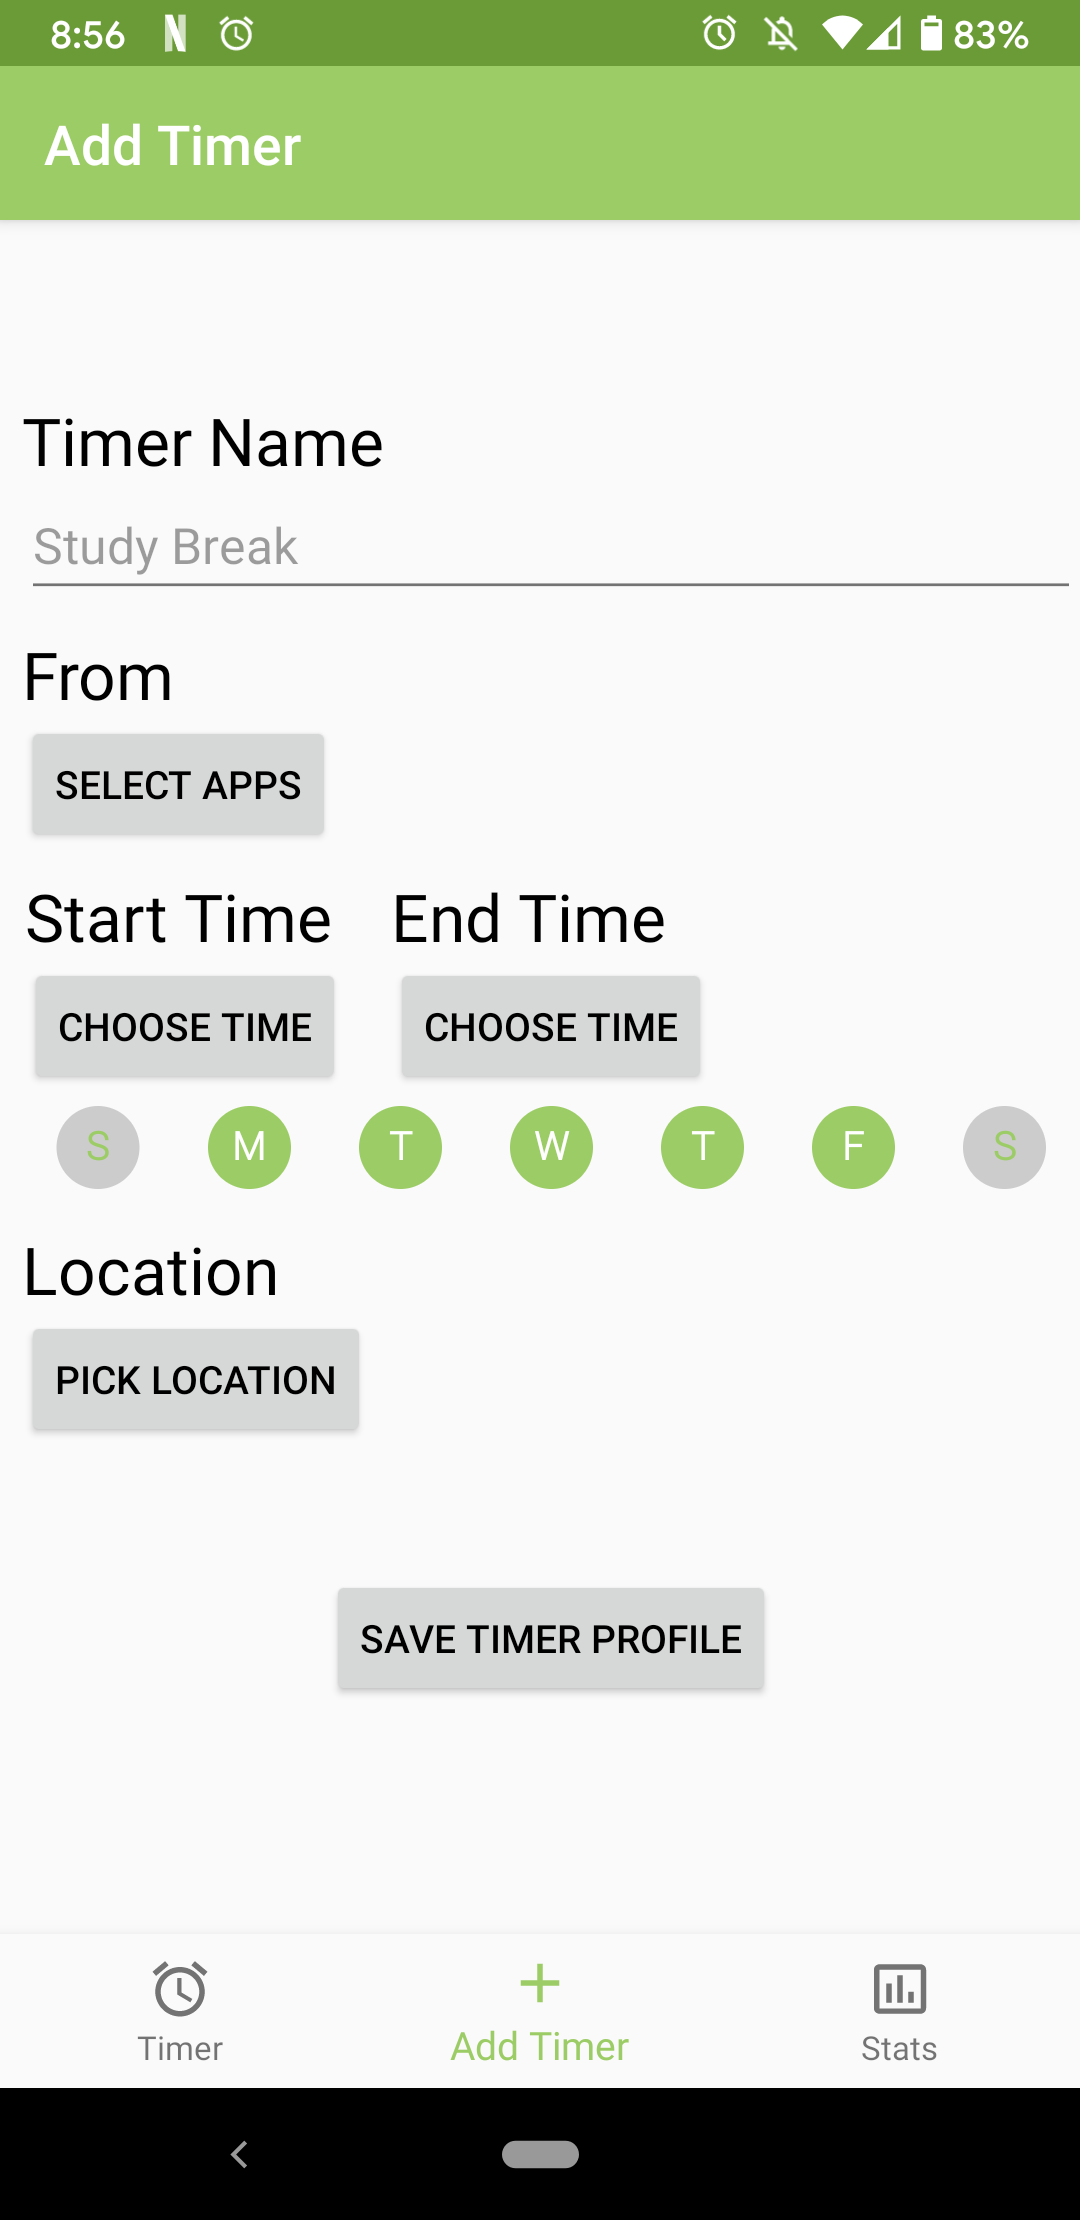 8:56 N 83%
Add Timer
Timer Name
Study Break
From
SELECT APPS
Start Time End Time
CHOOSE TIME CHOOSE TIME
S M T W T F S
Location
PICK LOCATION
SAVE TIMER PROFILE
Timer Add Timer Stats